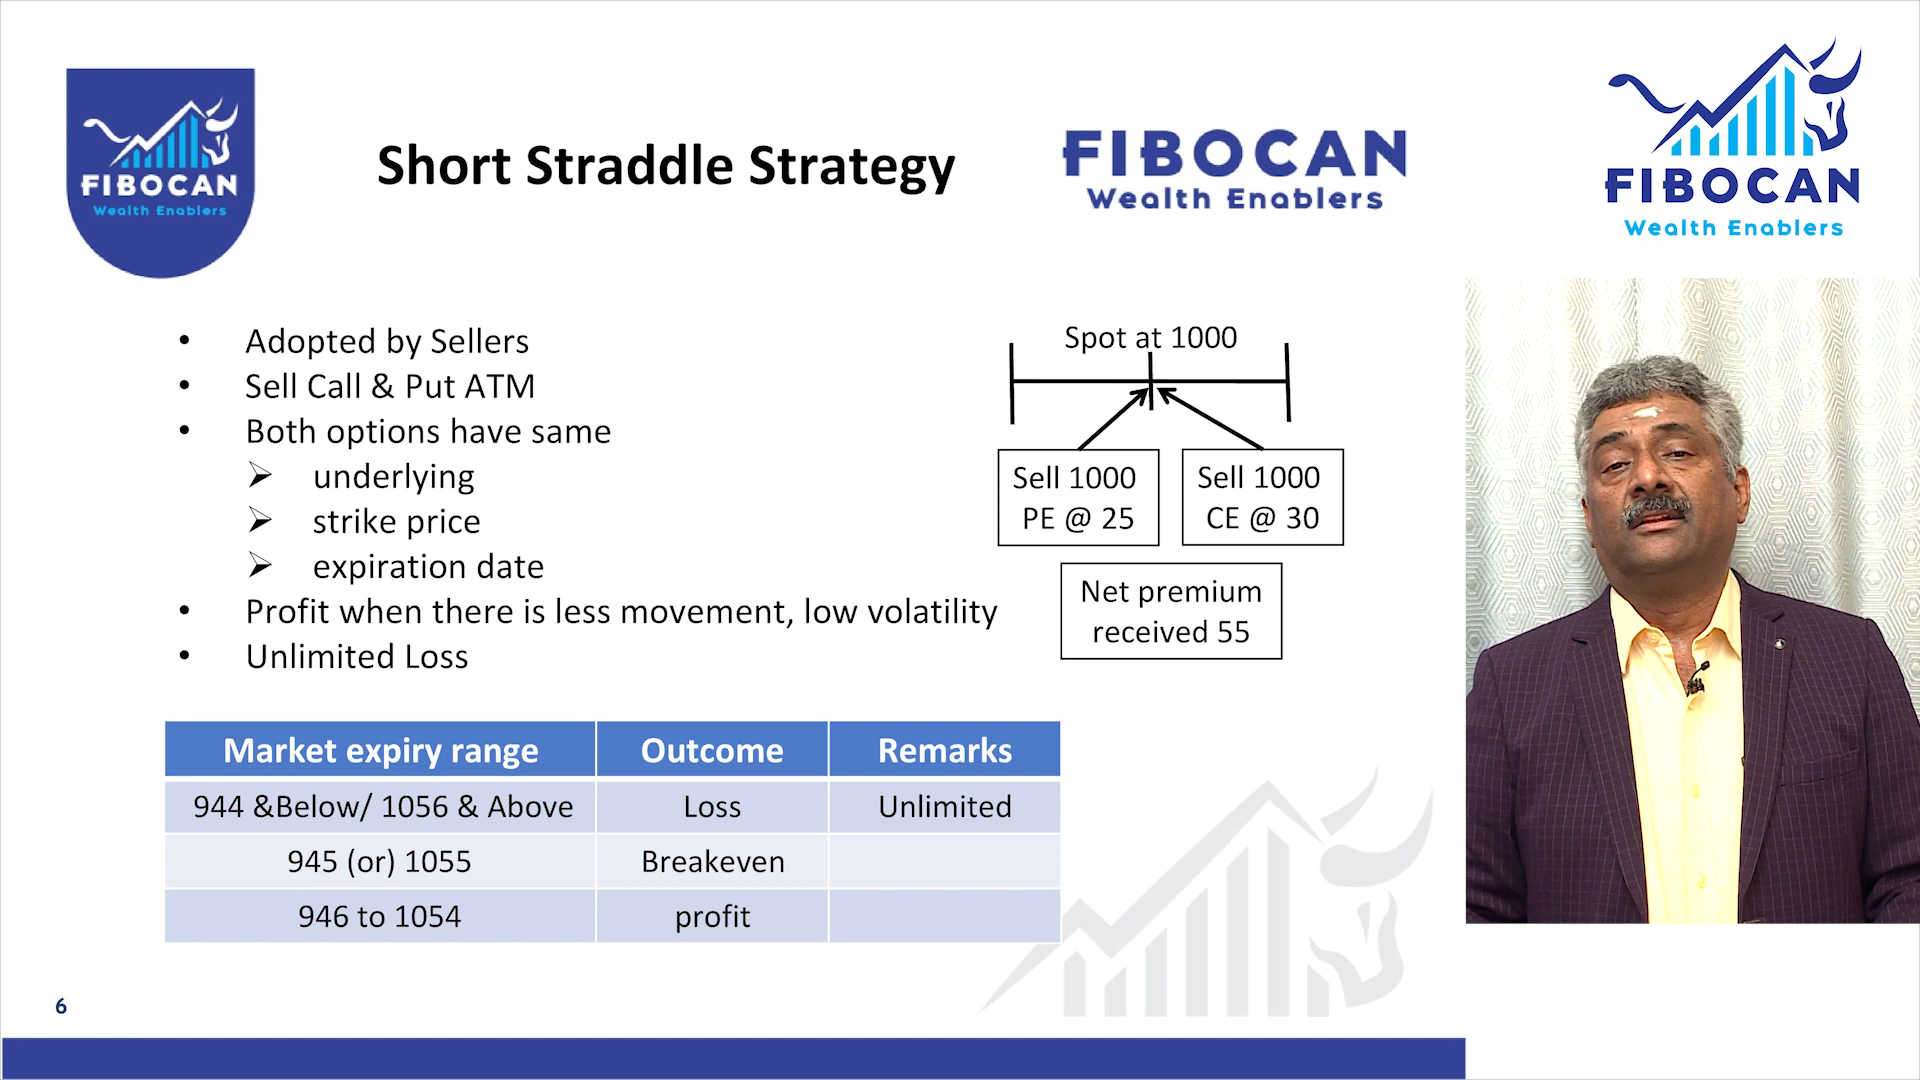 FIBOCAN
Wealth Enablers
Short Straddle Strategy
FIBOCAN
Wealth Enablers
FIBOCAN
Wealth Enablers
• Adopted by Sellers
• Sell Call & Put ATM
• Both options have same
➢ underlying
➢ strike price
➢ expiration date
• Profit when there is less movement, low volatility
• Unlimited Loss
Spot at 1000
Sell 1000
PE @ 25
Sell 1000
CE @ 30
Net premium
received 55
Market expiry range Outcome Remarks
944 &Below/ 1056 & Above Loss Unlimited
945 (or) 1055 Breakeven
946 to 1054 profit
6